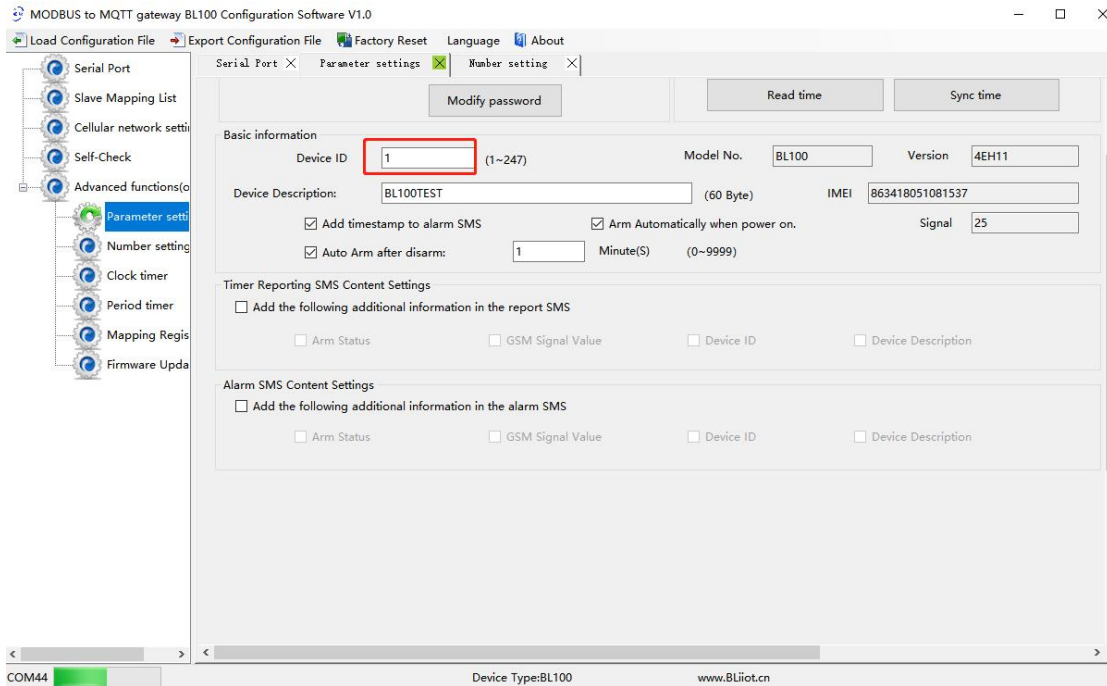 MODBUS to MQTT gateway BL100 Configuration Software V1.0
Load Configuration File Export Configuration File Factory Reset Language About
Serial Port
Slave Mapping List
Cellular network setti
Self-Check
Advanced functions(o
Parameter setti
Number setting
Clock timer
Period timer
Mapping Regis
Firmware Upda
Serial Port Parameter settings Number setting
Modify password Read time Sync time
Basic information
Device ID 1 (1~247) Model No. BL100 Version 4EH11
Device Description: BL100TEST (60 Byte) IMEI 863418051081537
Add timestamp to alarm SMS Arm Automatically when power on. Signal 25
Auto Arm after disarm: 1 Minute(S) (0~9999)
Timer Reporting SMS Content Settings
Add the following additional information in the report SMS
Arm Status GSM Signal Value Device ID Device Description
Alarm SMS Content Settings
Add the following additional information in the alarm SMS
Arm Status GSM Signal Value Device ID Device Description
COM44 Device Type:BL100 www.BLiiot.cn